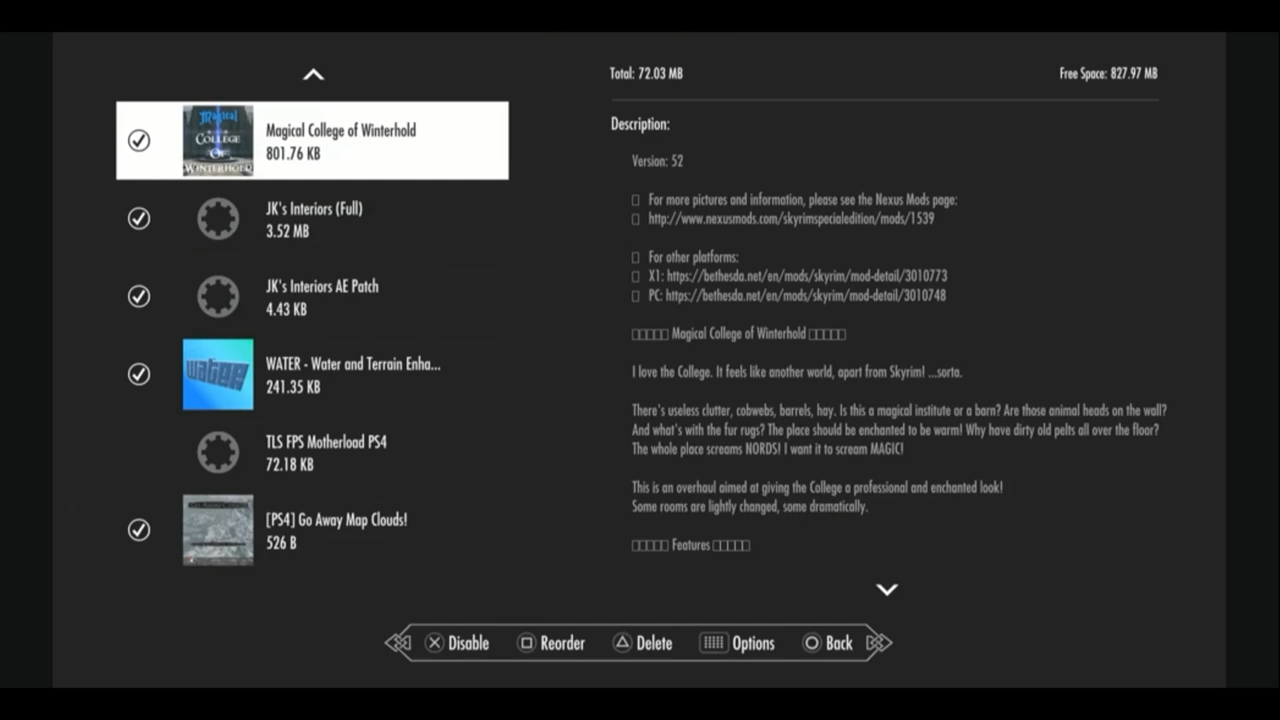 Total: 72.03 MB
Free Space: 827.97 MB
Magical
COLLEGE
OF
WINTERHOLD
Magical College of Winterhold
801.76 KB
JK's Interiors (Full)
3.52 MB
JK's Interiors AE Patch
4.43 KB
water
WATER - Water and Terrain Enha...
241.35 KB
TLS FPS Motherload PS4
72.18 KB
[PS4] Go Away Map Clouds!
526 B
Description:
Version: 52
For more pictures and information, please see the Nexus Mods page:
http://www.nexusmods.com/skyrimspecialedition/mods/1539
For other platforms:
X1: https://bethesda.net/en/mods/skyrim/mod-detail/3010773
PC: https://bethesda.net/en/mods/skyrim/mod-detail/3010748
Magical College of Winterhold
I love the College. It feels like another world, apart from Skyrim! ...sorta.
There's useless clutter, cobwebs, barrels, hay. Is this a magical institute or a barn? Are those animal heads on the wall?
And what's with the fur rugs? The place should be enchanted to be warm! Why have dirty old pelts all over the floor?
The whole place screams NORDS! I want it to scream MAGIC!
This is an overhaul aimed at giving the College a professional and enchanted look!
Some rooms are lightly changed, some dramatically.
Features
Disable
Reorder
Delete
Options
Back